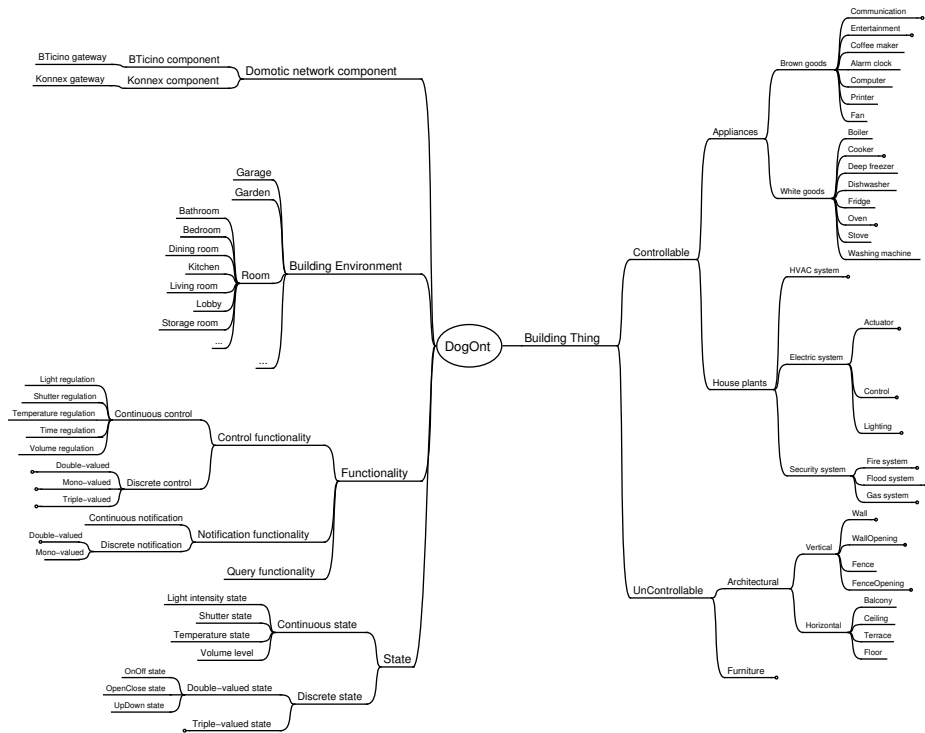 DogOnt
Domotic network component
BTicino component
BTicino gateway
Konnex component
Konnex gateway
Building Environment
Garage
Garden
Room
Bathroom
Bedroom
Dining room
Kitchen
Living room
Lobby
Storage room
...
...
Functionality
Control functionality
Continuous control
Light regulation
Shutter regulation
Temperature regulation
Time regulation
Volume regulation
Discrete control
Double−valued
Mono−valued
Triple−valued
Notification functionality
Continuous notification
Discrete notification
Double−valued
Mono−valued
Query functionality
State
Continuous state
Light intensity state
Shutter state
Temperature state
Volume level
Discrete state
Double−valued state
OnOff state
OpenClose state
UpDown state
Triple−valued state
Building Thing
Controllable
Appliances
Brown goods
Communication
Entertainment
Coffee maker
Alarm clock
Computer
Printer
Fan
White goods
Boiler
Cooker
Deep freezer
Dishwasher
Fridge
Oven
Stove
Washing machine
House plants
HVAC system
Electric system
Actuator
Control
Lighting
Security system
Fire system
Flood system
Gas system
UnControllable
Architectural
Vertical
Wall
WallOpening
Fence
FenceOpening
Horizontal
Balcony
Ceiling
Terrace
Floor
Furniture